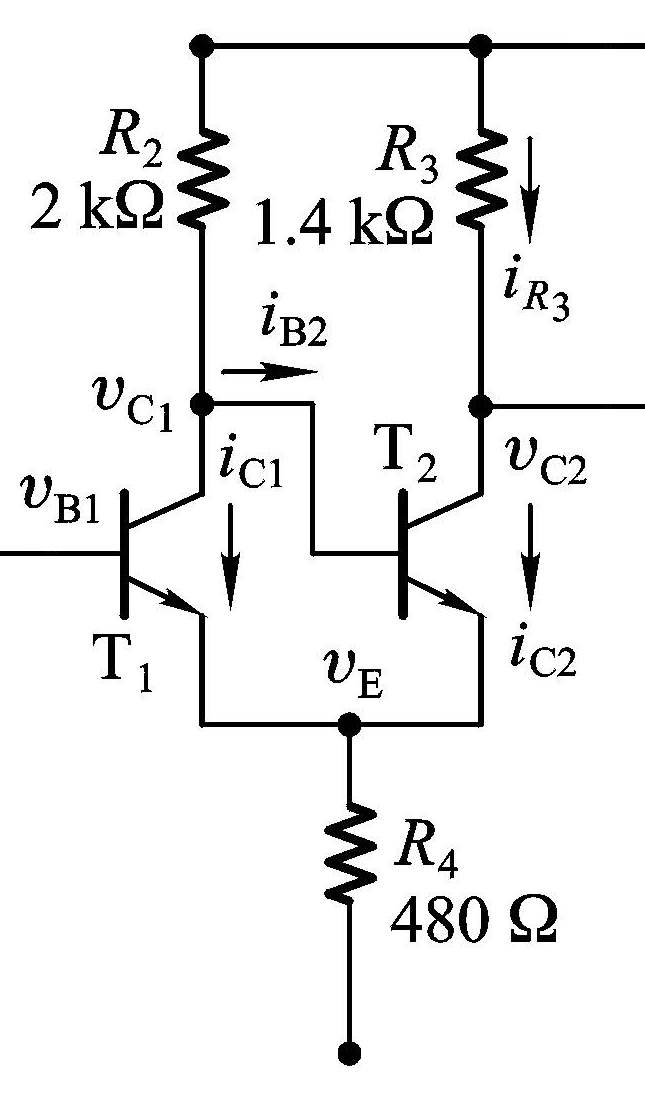 R2
2 kΩ
R3
1.4 kΩ
iR3
iB2
vC1
iC1
T2
vC2
vB1
T1
vE
iC2
R4
480 Ω